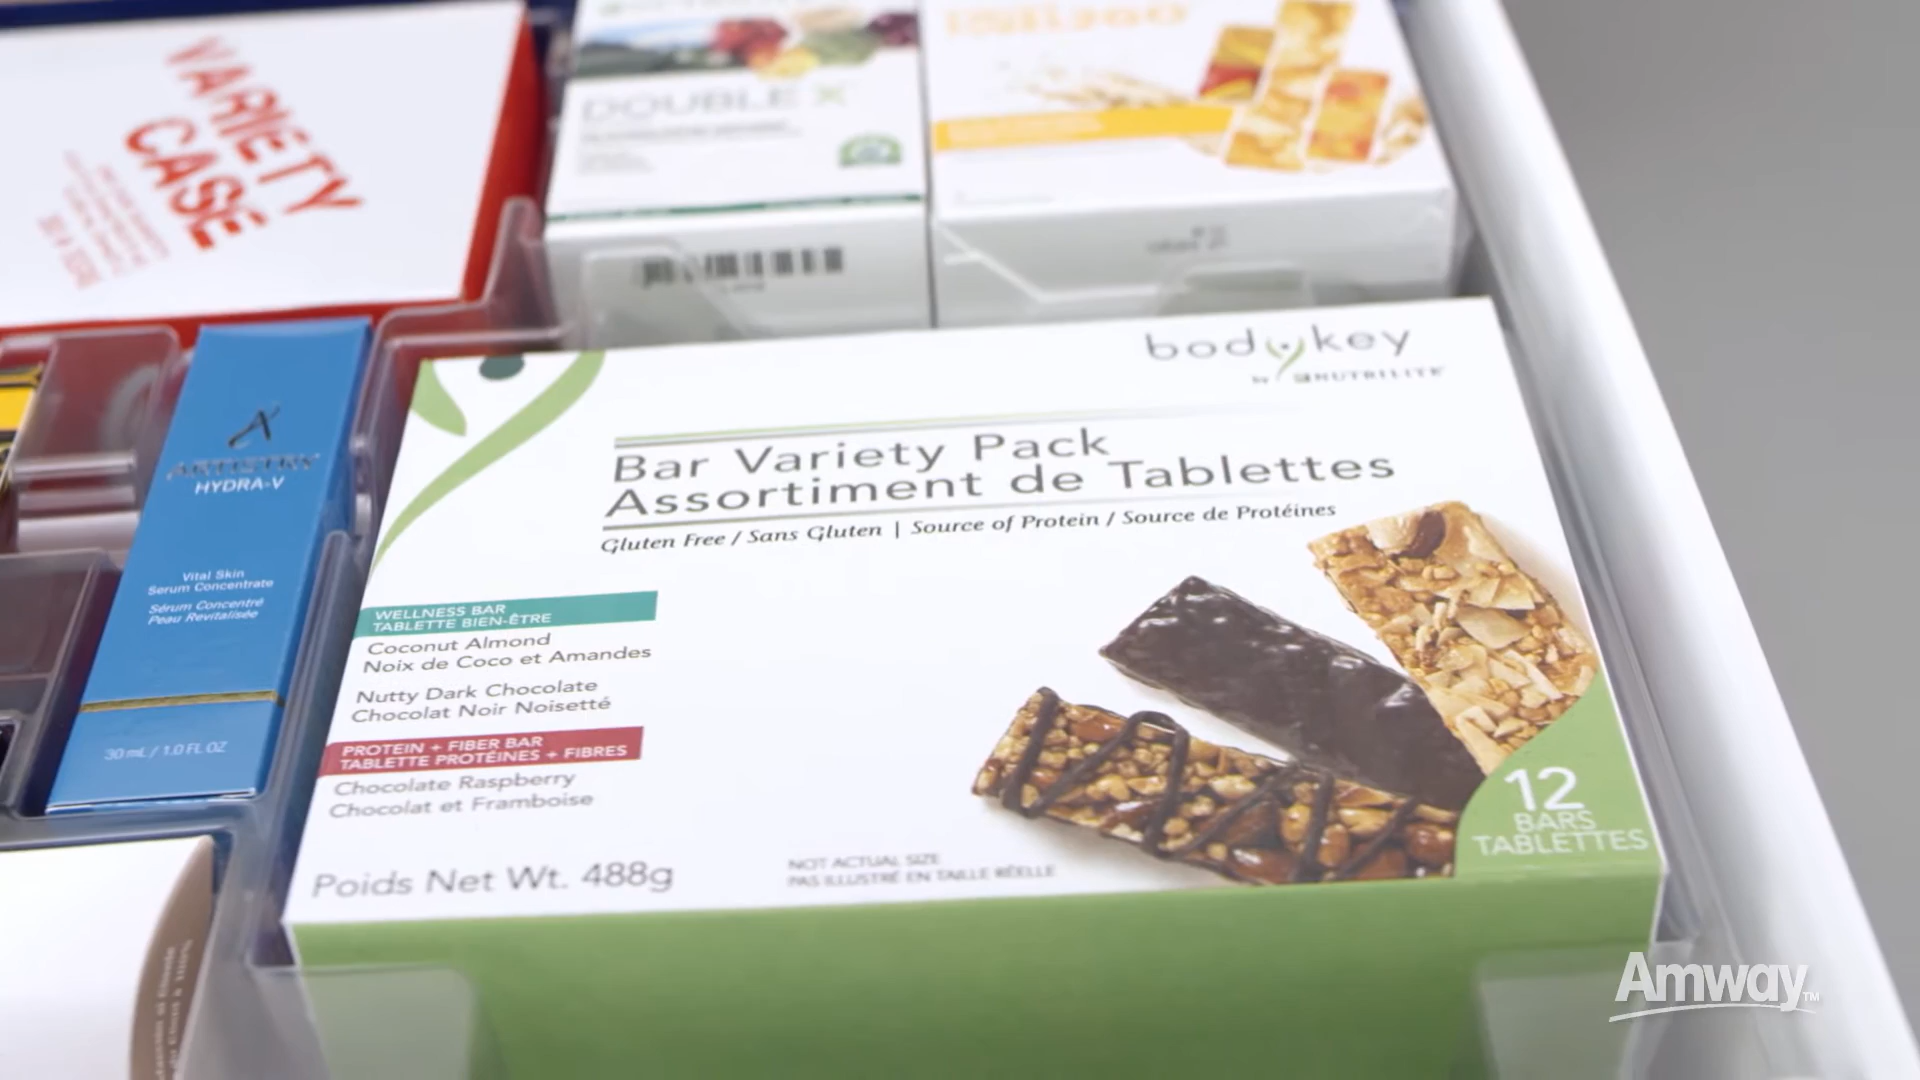 VARIETY
CASE
DOUBLE X
bodykey
by NUTRILITE
Bar Variety Pack
Assortiment de Tablettes
Gluten Free / Sans Gluten | Source of Protein / Source de Protéines
WELLNESS BAR
TABLETTE BIEN-ÊTRE
Coconut Almond
Noix de Coco et Amandes
Nutty Dark Chocolate
Chocolat Noir Noisetté
PROTEIN + FIBER BAR
TABLETTE PROTÉINES + FIBRES
Chocolate Raspberry
Chocolat et Framboise
Poids Net Wt. 488g
NOT ACTUAL SIZE
PAS ILLUSTRÉ EN TAILLE RÉELLE
12
BARS
TABLETTES
ARTISTRY
HYDRA-V
Vital Skin
Serum Concentrate
Sérum Concentré
Peau Revitalisée
30 mL / 1.0 FL OZ
Amway™